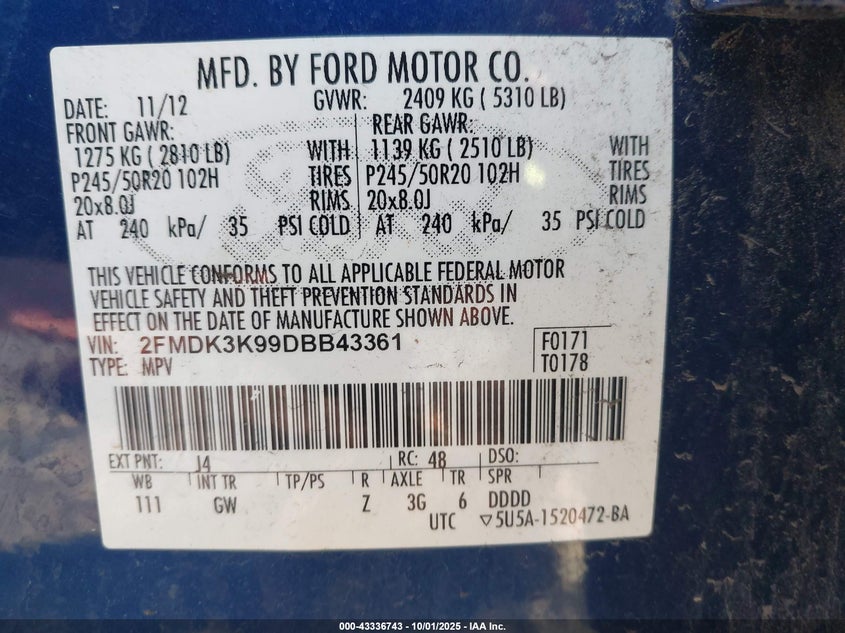 MFD. BY FORD MOTOR CO.
DATE: 11/12 GVWR: 2409 KG ( 5310 LB)
FRONT GAWR: REAR GAWR:
1275 KG ( 2810 LB) WITH 1139 KG ( 2510 LB) WITH
P245/50R20 102H TIRES P245/50R20 102H TIRES
20x8.0J RIMS 20x8.0J RIMS
AT 240 kPa/ 35 PSI COLD AT 240 kPa/ 35 PSI COLD
THIS VEHICLE CONFORMS TO ALL APPLICABLE FEDERAL MOTOR
VEHICLE SAFETY AND THEFT PREVENTION STANDARDS IN
EFFECT ON THE DATE OF MANUFACTURE SHOWN ABOVE.
VIN: 2FMDK3K99DBB43361 F0171
TYPE: MPV T0178
EXT PNT: J4 RC: 48 DSO:
WB INT TR TP/PS R AXLE TR SPR
111 GW Z 3G 6 DDDD
UTC ▽5U5A-1520472-BA
000-43336743 - 10/01/2025 - IAA Inc.